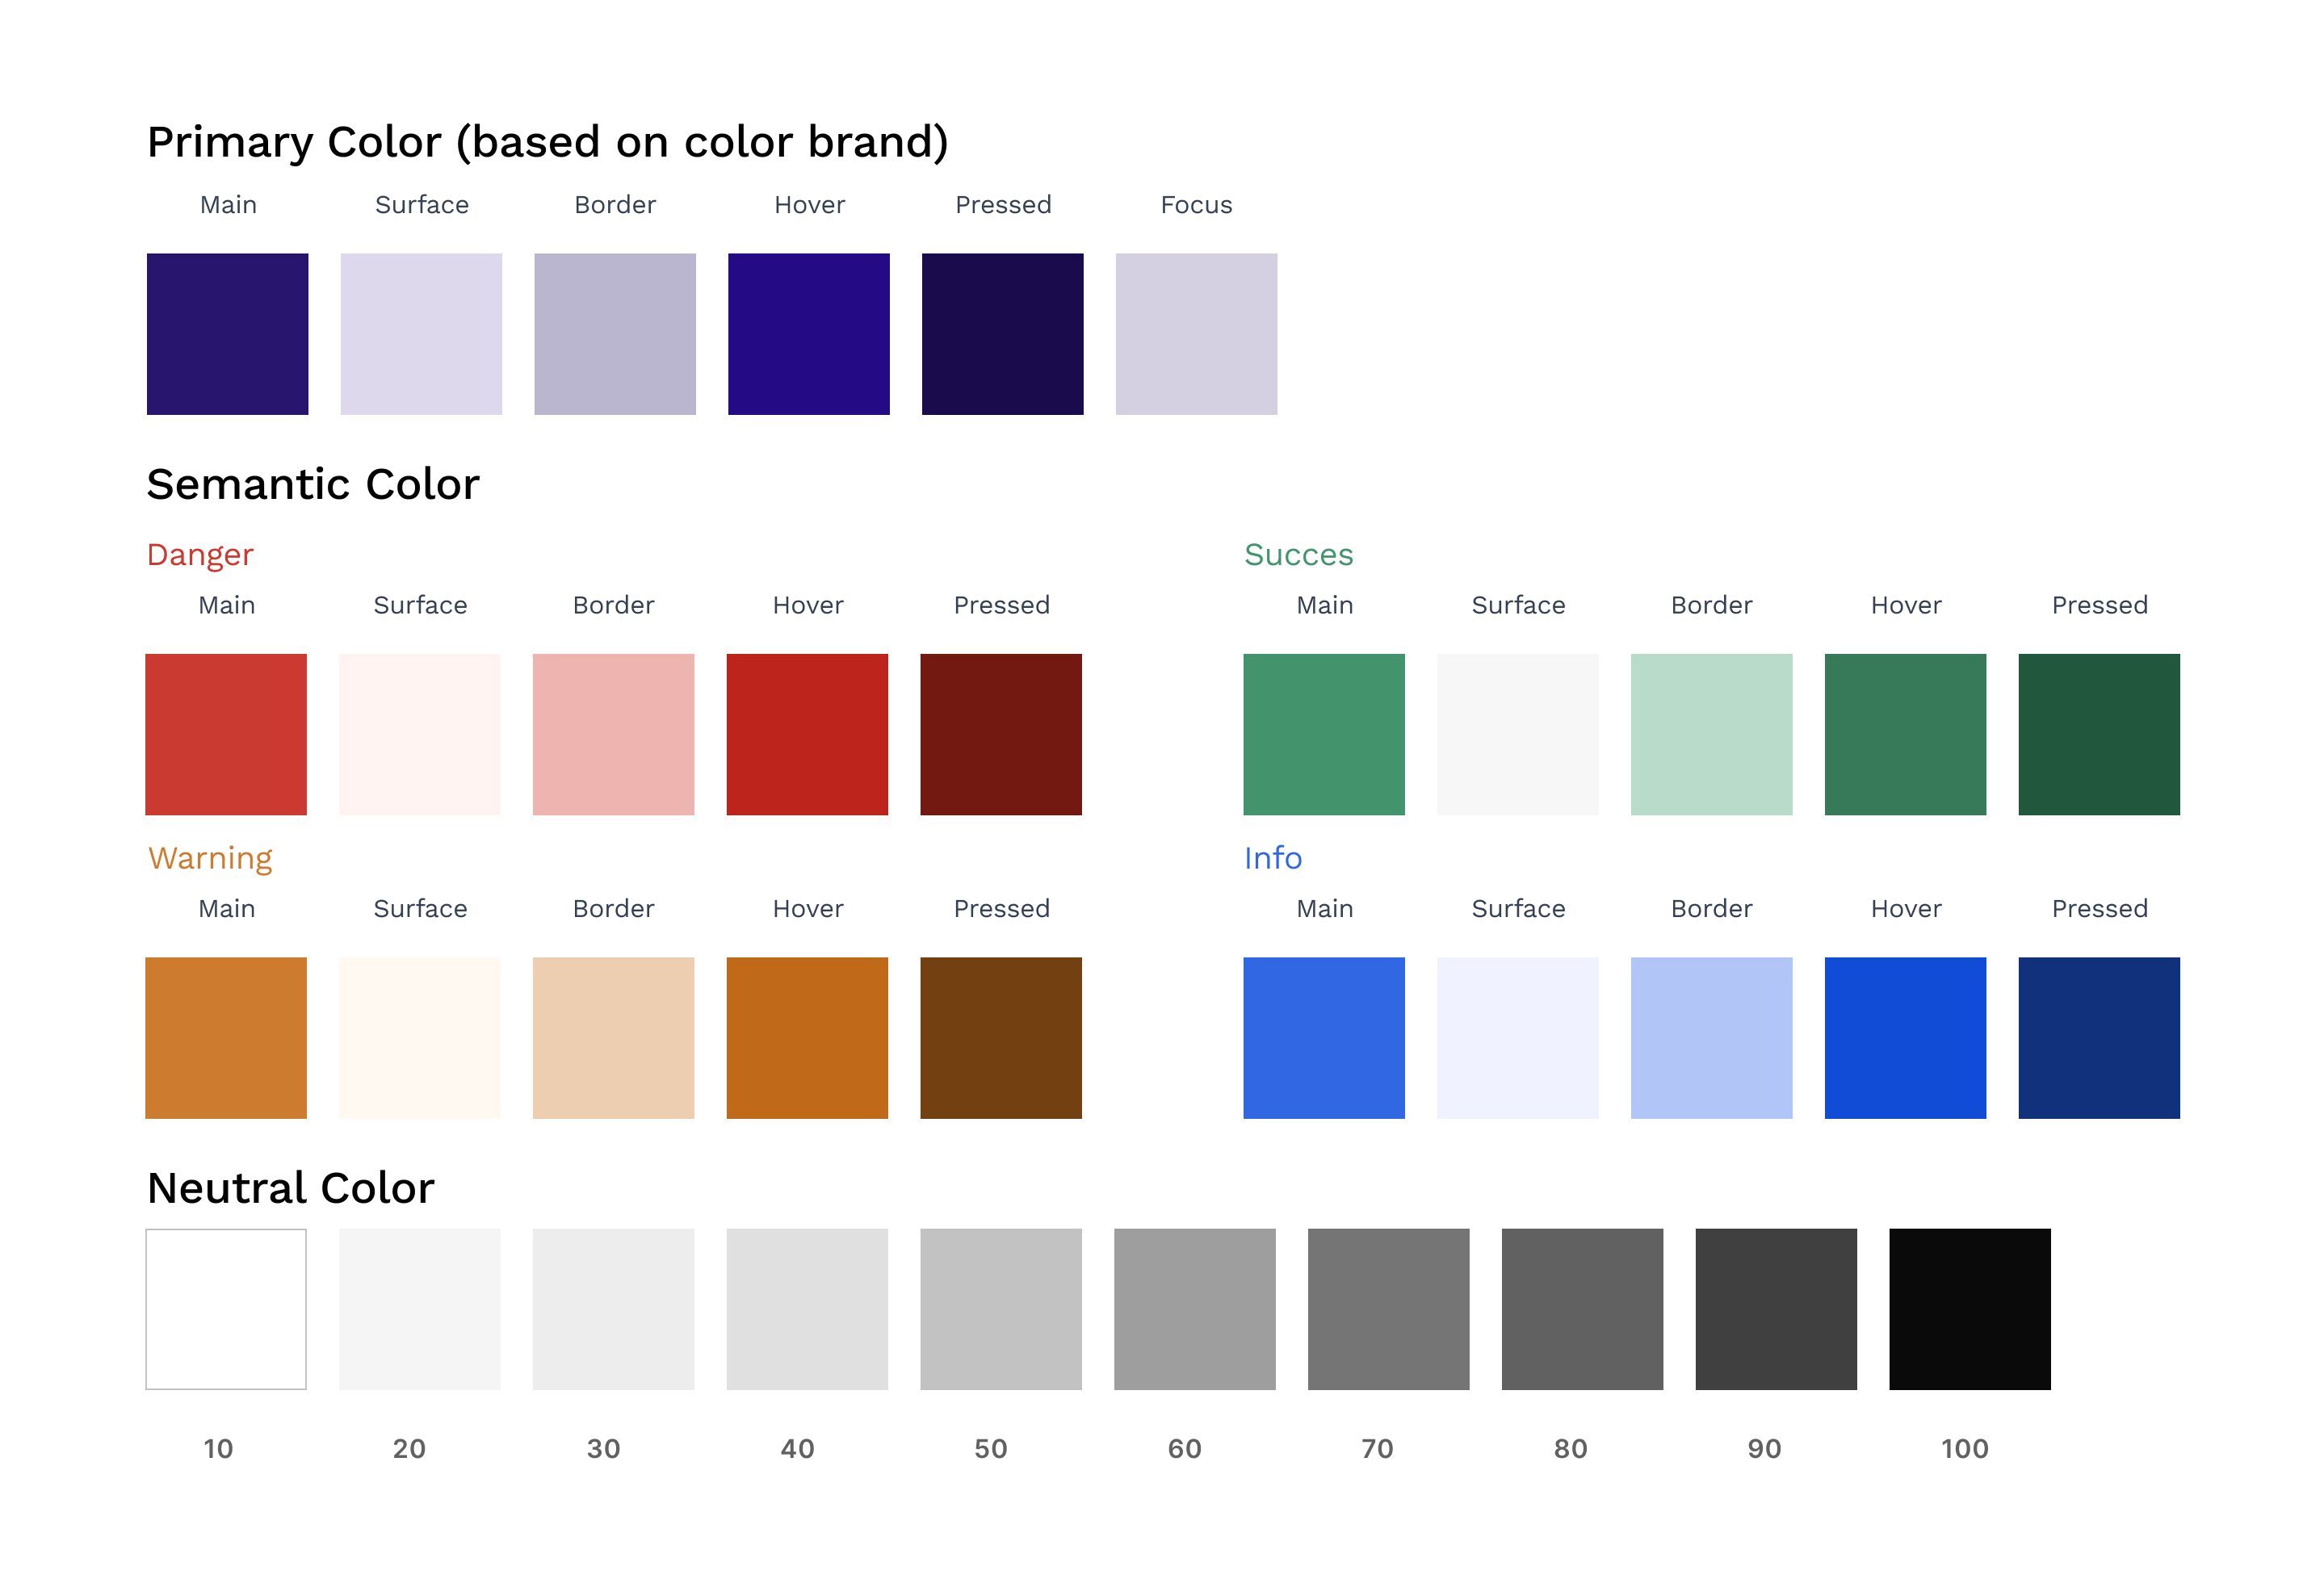 Primary Color (based on color brand)
Main Surface Border Hover Pressed Focus
Semantic Color
Danger
Main Surface Border Hover Pressed
Succes
Main Surface Border Hover Pressed
Warning
Main Surface Border Hover Pressed
Info
Main Surface Border Hover Pressed
Neutral Color
10 20 30 40 50 60 70 80 90 100